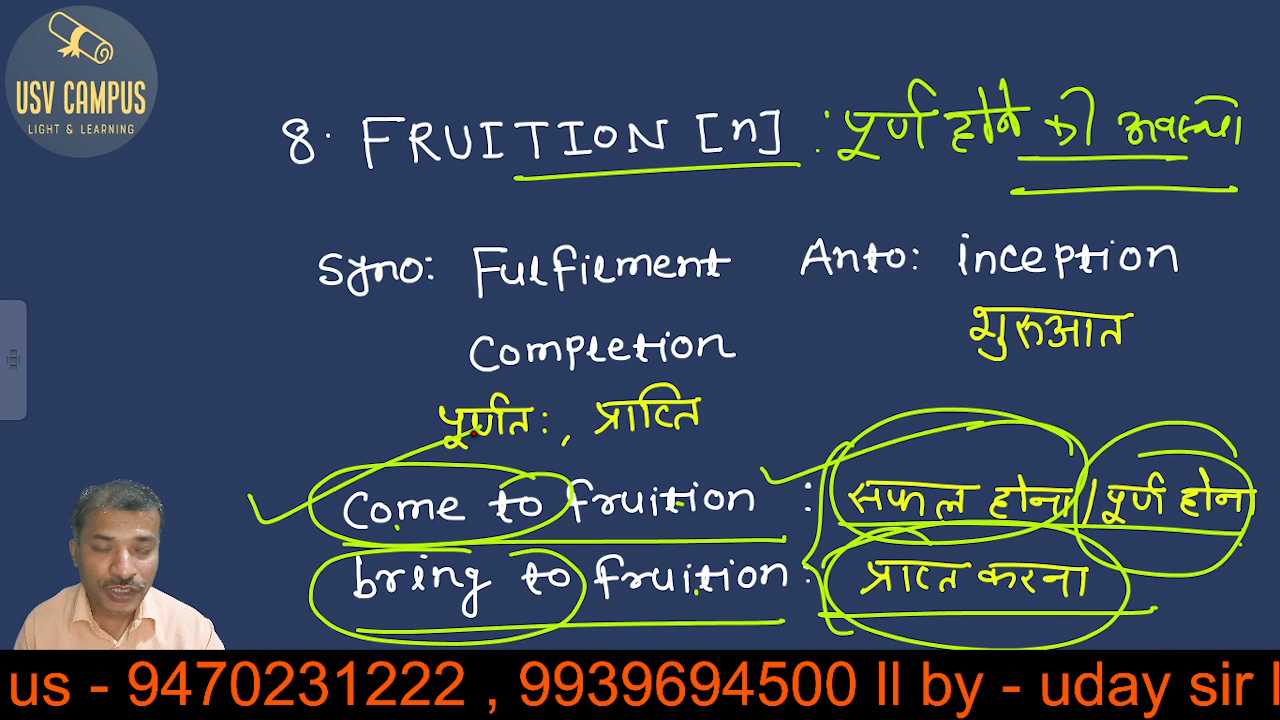 USV CAMPUS
LIGHT & LEARNING
8. FRUITION [n] : पूर्ण होने की अवस्था
Syno: Fulfilment Anto: inception
शुरुआत
Completion
पूर्णत: , प्राप्ति
Come to fruition : सफल होना / पूर्ण होना
bring to fruition : प्राप्त करना
us - 9470231222 , 9939694500 ll by - uday sir l